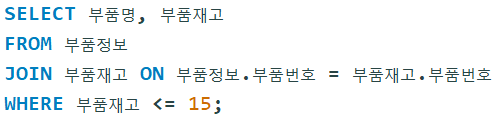 SELECT 부품명, 부품재고
FROM 부품정보
JOIN 부품재고 ON 부품정보.부품번호 = 부품재고.부품번호
WHERE 부품재고 <= 15;